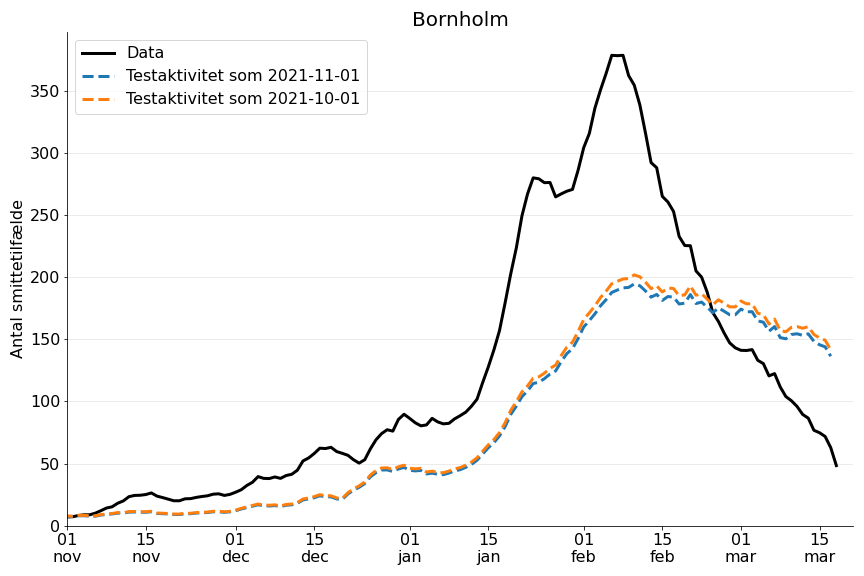 Bornholm
Data
Testaktivitet som 2021-11-01
Testaktivitet som 2021-10-01
Antal smittetilfælde
350
300
250
200
150
100
50
0
01 nov
15 nov
01 dec
15 dec
01 jan
15 jan
01 feb
15 feb
01 mar
15 mar